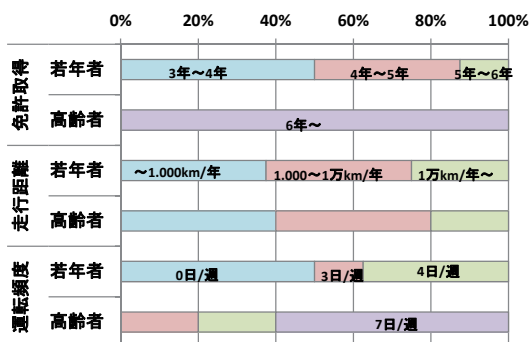 0% 20% 40% 60% 80% 100%
免許取得
若年者 3年～4年 4年～5年 5年～6年
高齢者 6年～
走行距離
若年者 ～1.000km/年 1.000～1万km/年 1万km/年～
高齢者
運転頻度
若年者 0日/週 3日/週 4日/週
高齢者 7日/週